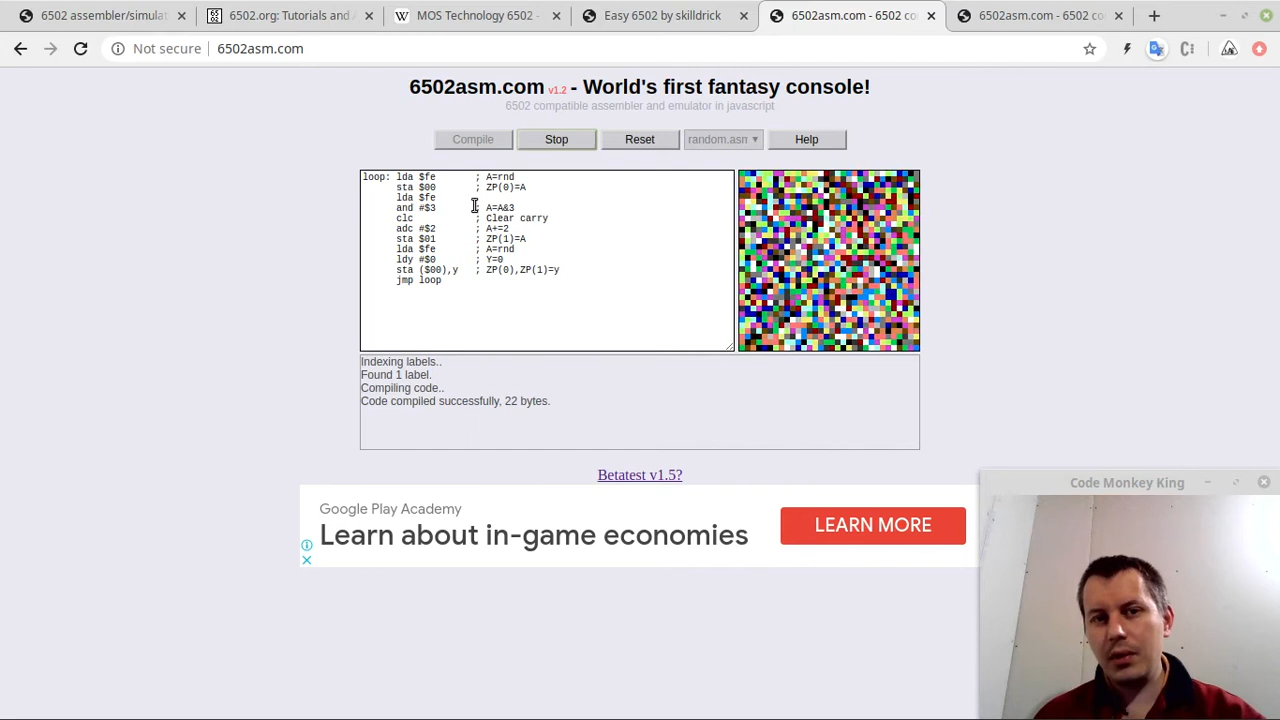 6502 assembler/simulat
6502.org: Tutorials and A
MOS Technology 6502 -
Easy 6502 by skilldrick
6502asm.com - 6502 co
6502asm.com - 6502 co
Not secure
6502asm.com
6502asm.com v1.2 - World's first fantasy console!
6502 compatible assembler and emulator in javascript
Compile
Stop
Reset
random.asn
Help
loop: lda $fe ; A=rnd
sta $00 ; ZP(0)=A
lda $fe
and #$3 ; A=A&3
clc ; Clear carry
adc #$2 ; A+=2
sta $01 ; ZP(1)=A
lda $fe ; A=rnd
ldy #$0 ; Y=0
sta ($00),y ; ZP(0),ZP(1)=y
jmp loop
Indexing labels..
Found 1 label.
Compiling code..
Code compiled successfully, 22 bytes.
Betatest v1.5?
Google Play Academy
Learn about in-game economies
LEARN MORE
Code Monkey King